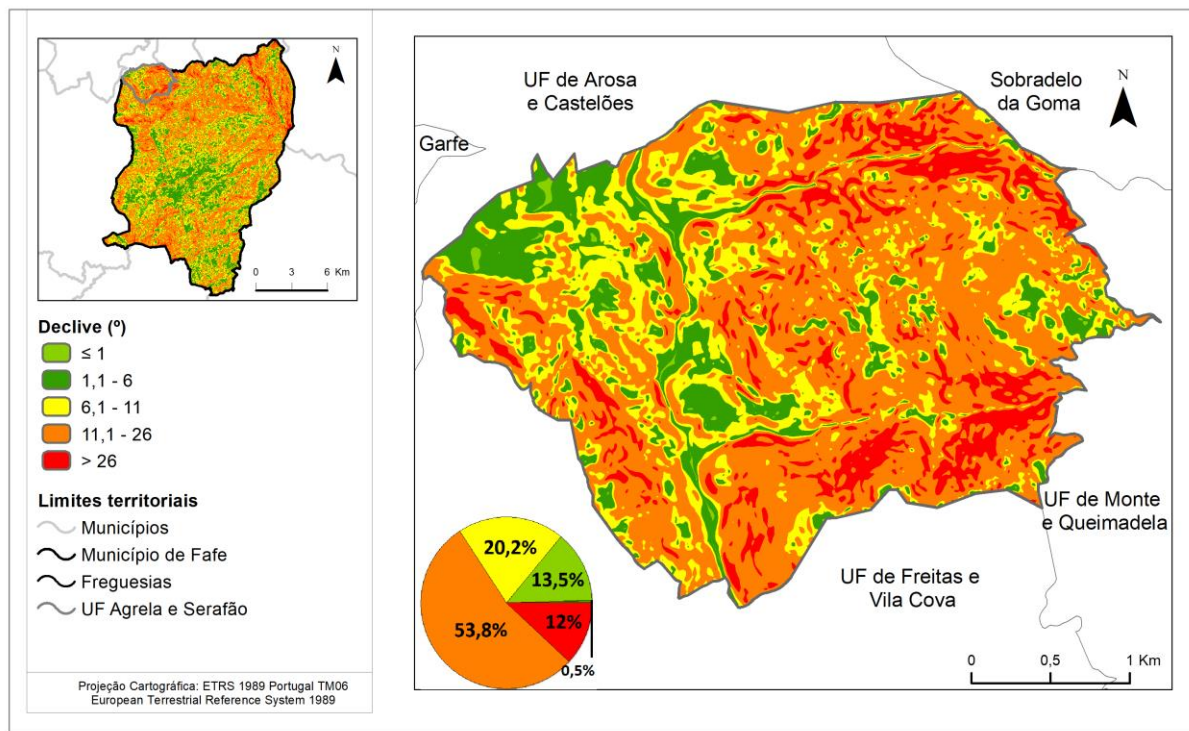 N
0 3 6 Km
Declive (º)
≤ 1
1,1 - 6
6,1 - 11
11,1 - 26
> 26
Limites territoriais
Municípios
Município de Fafe
Freguesias
UF Agrela e Serafão
Projeção Cartográfica: ETRS 1989 Portugal TM06
European Terrestrial Reference System 1989
UF de Arosa
e Castelões
Sobradelo
da Goma
N
Garfe
UF de Monte
e Queimadela
UF de Freitas e
Vila Cova
20,2%
13,5%
53,8%
12%
0,5%
0 0,5 1 Km